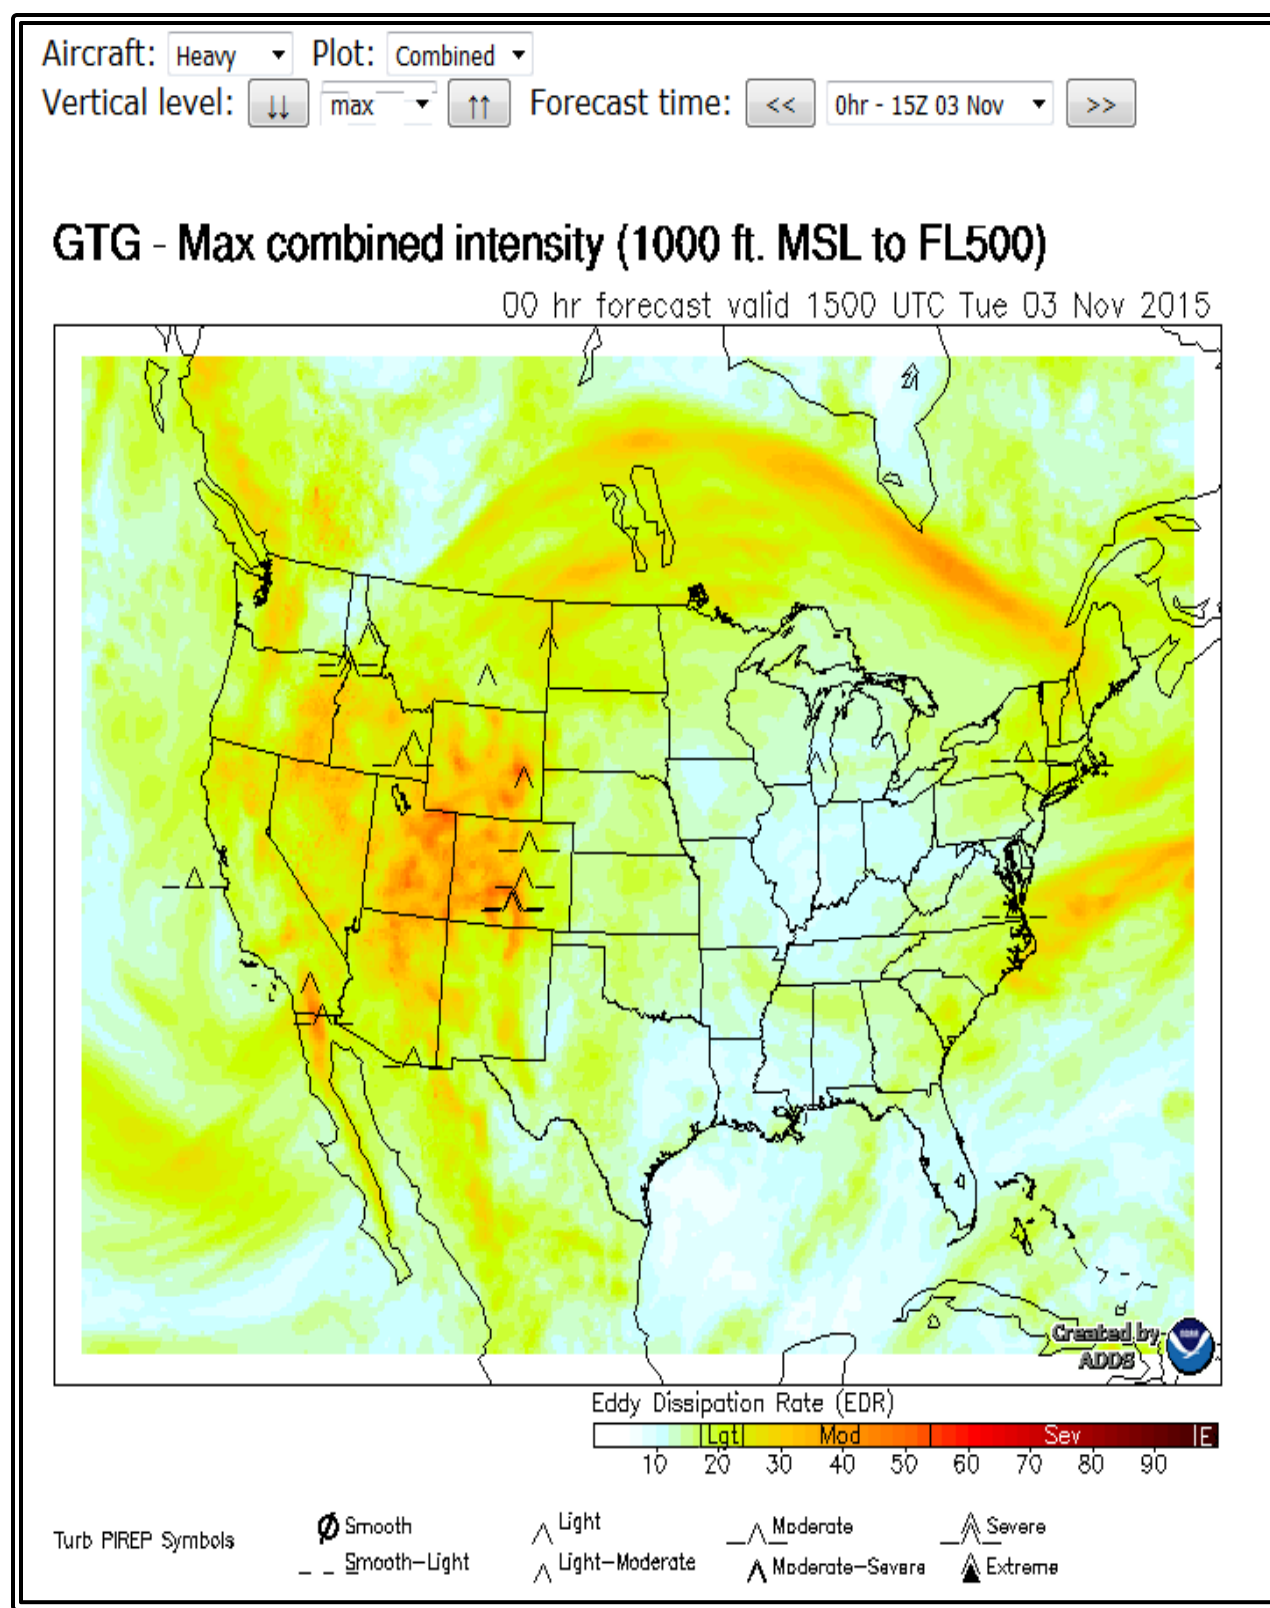 Aircraft: Heavy Plot: Combined
Vertical level: ↓↓ max ↑↑ Forecast time: << 0hr - 15Z 03 Nov >>
GTG - Max combined intensity (1000 ft. MSL to FL500)
00 hr forecast valid 1500 UTC Tue 03 Nov 2015
Created by
ADDS
Eddy Dissipation Rate (EDR)
Lgt Mod Sev E
10 20 30 40 50 60 70 80 90
Turb PIREP Symbols
Smooth Light Moderate Severe
Smooth-Light Light-Moderate Moderate-Severe Extreme